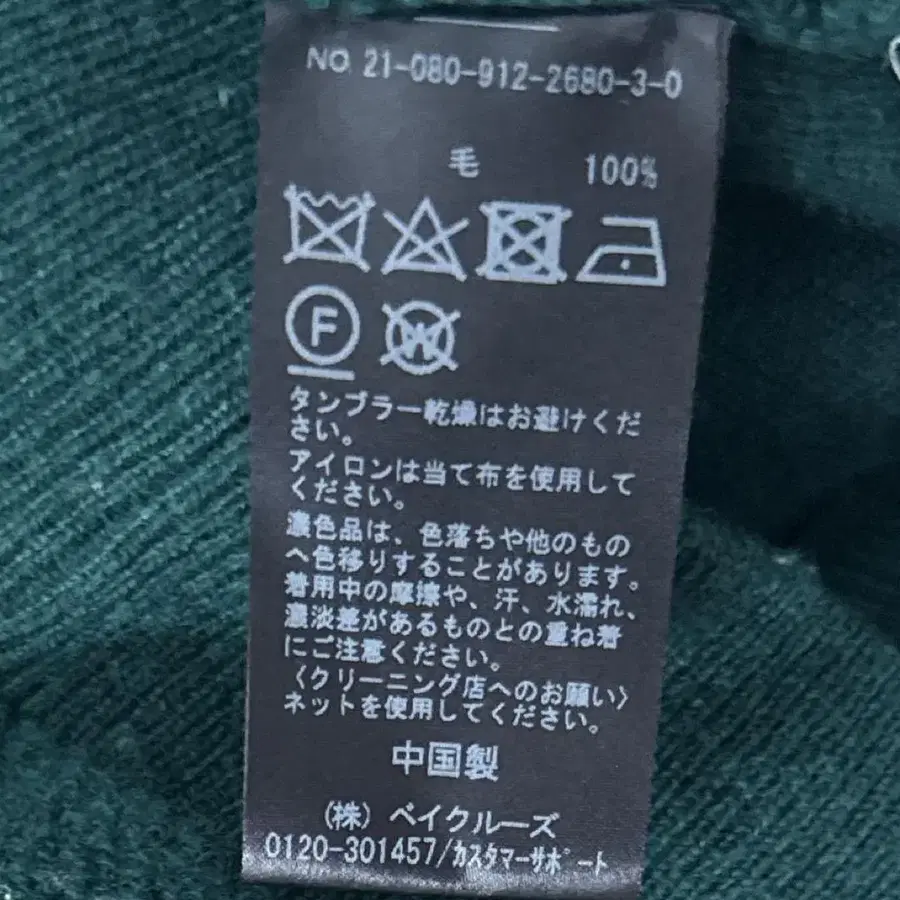 NO. 21-080-912-2680-3-0
毛 100%
F W
タンブラー乾燥はお避けくだ
さい。
アイロンは当て布を使用して
ください。
濃色品は、色落ちや他のもの
へ色移りすることがあります。
着用中の摩擦や、汗、水濡れ、
濃淡差があるものとの重ね着
にご注意ください。
〈クリーニング店へのお願い〉
ネットを使用してください。
中国製
(株) ベイクルーズ
0120-301457/カスタマーサポート